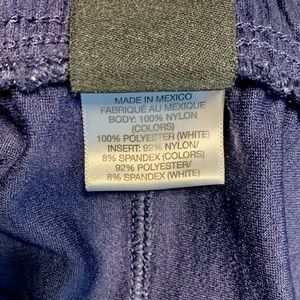 MADE IN MEXICO
FABRIQUÉ AU MEXIQUE
BODY: 100% NYLON
(COLORS)
100% POLYESTER (WHITE)
INSERT: 92% NYLON/
8% SPANDEX (COLORS)
92% POLYESTER/
8% SPANDEX (WHITE)